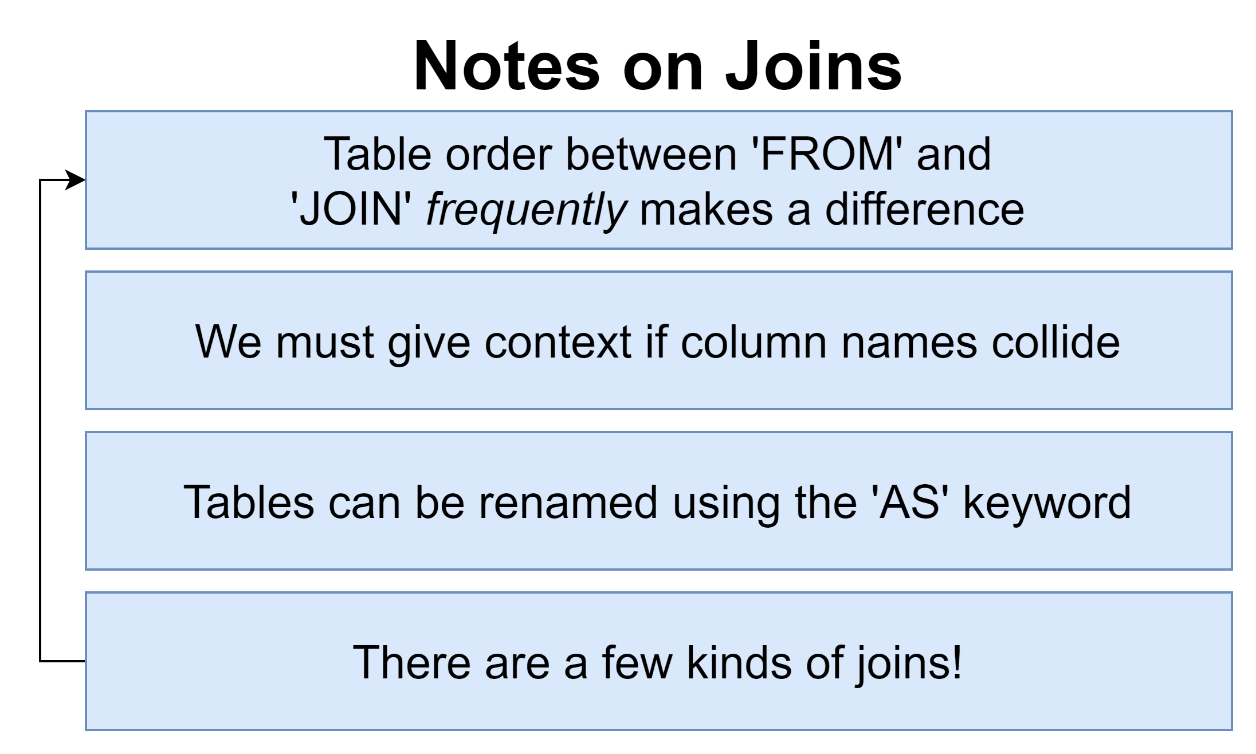 Notes on Joins
Table order between 'FROM' and
'JOIN' frequently makes a difference
We must give context if column names collide
Tables can be renamed using the 'AS' keyword
There are a few kinds of joins!